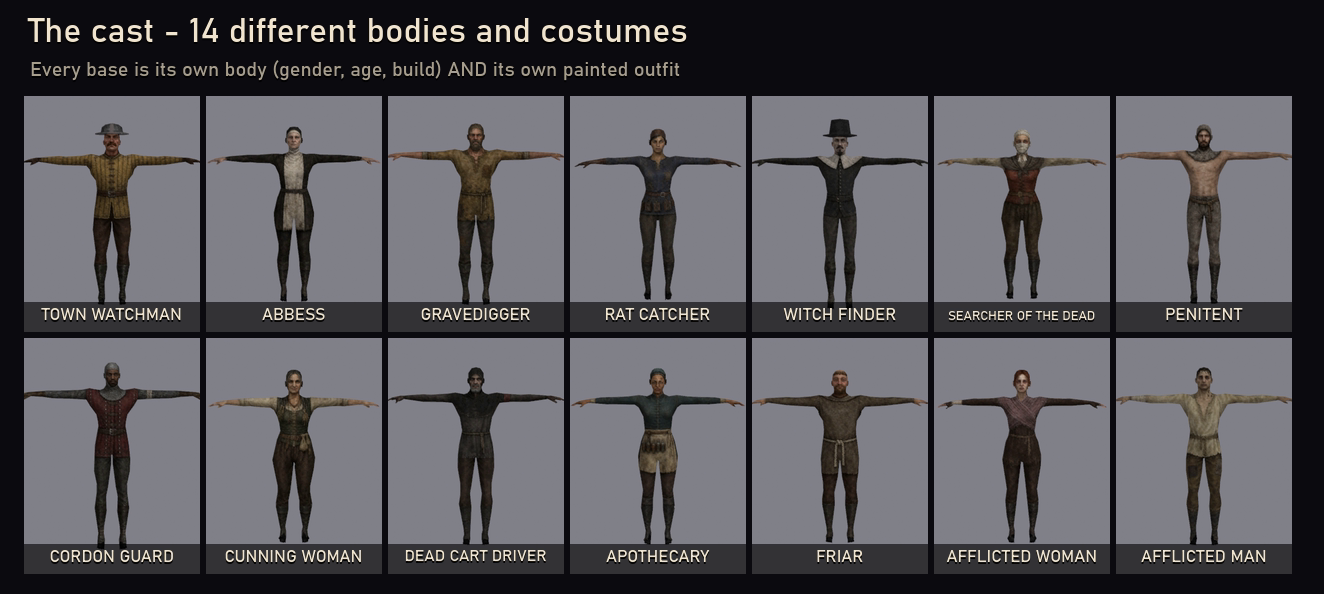 The cast - 14 different bodies and costumes
Every base is its own body (gender, age, build) AND its own painted outfit
TOWN WATCHMAN
ABBESS
GRAVEDIGGER
RAT CATCHER
WITCH FINDER
SEARCHER OF THE DEAD
PENITENT
CORDON GUARD
CUNNING WOMAN
DEAD CART DRIVER
APOTHECARY
FRIAR
AFFLICTED WOMAN
AFFLICTED MAN